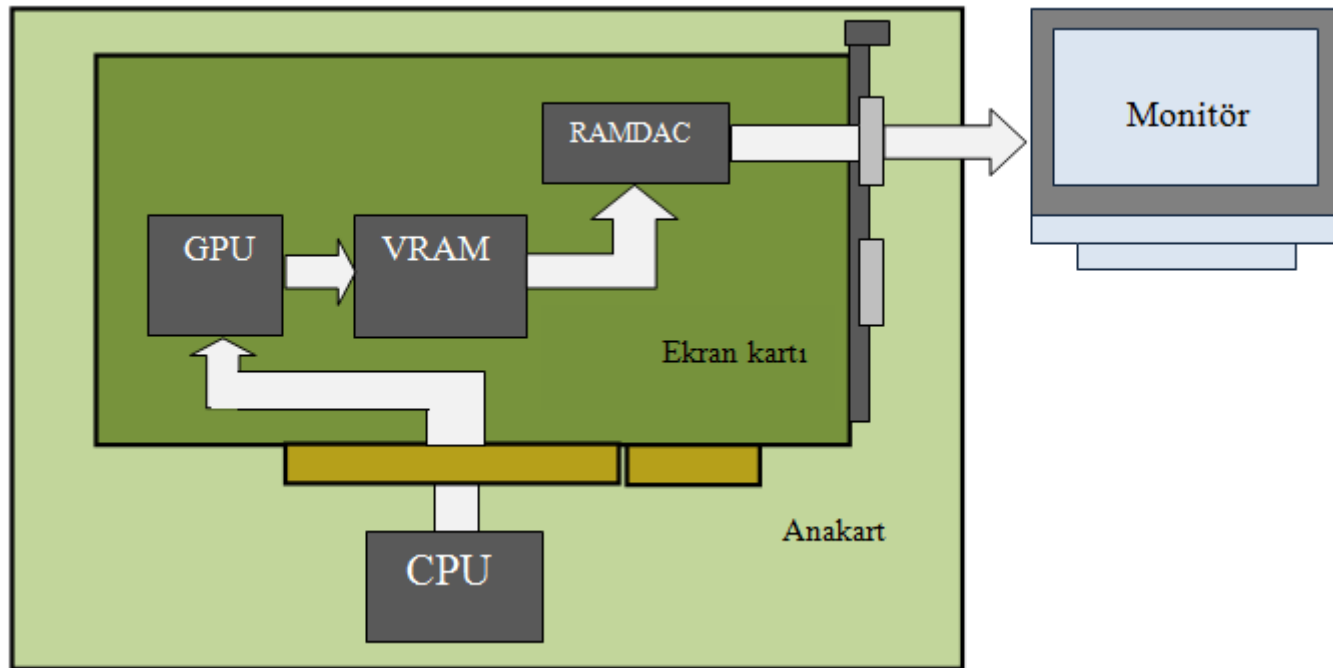 Monitör
RAMDAC
GPU
VRAM
Ekran kartı
Anakart
CPU